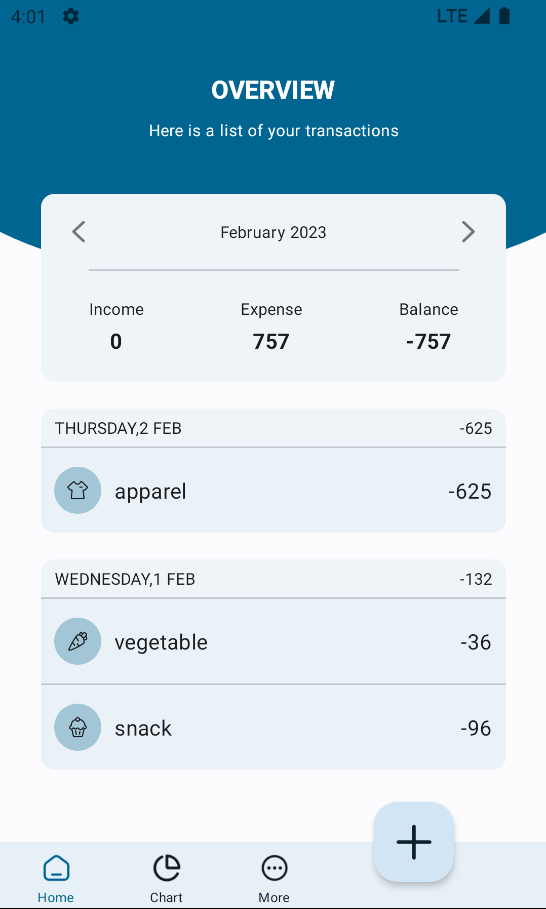 4:01 LTE
OVERVIEW
Here is a list of your transactions
February 2023
Income Expense Balance
0 757 -757
THURSDAY,2 FEB -625
apparel -625
WEDNESDAY,1 FEB -132
vegetable -36
snack -96
Home Chart More